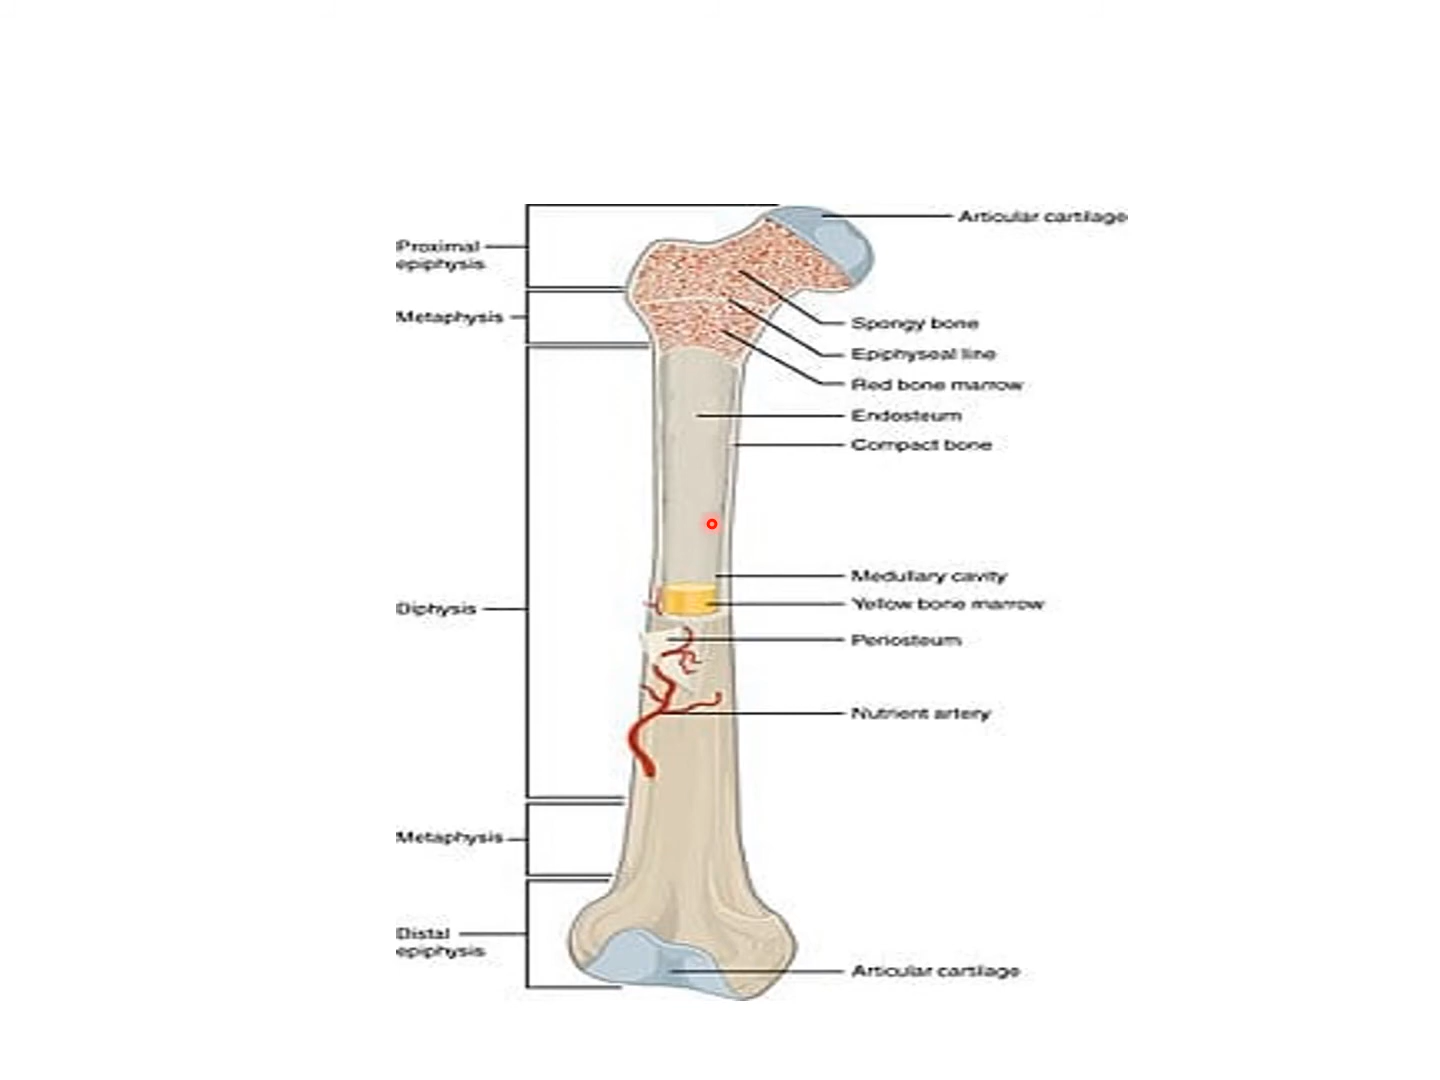 Articular cartilage
Proximal
epiphysis
Metaphysis
Spongy bone
Epiphyseal line
Red bone marrow
Endosteum
Compact bone
Medullary cavity
Yellow bone marrow
Diphysis
Periosteum
Nutrient artery
Metaphysis
Distal
epiphysis
Articular cartilage